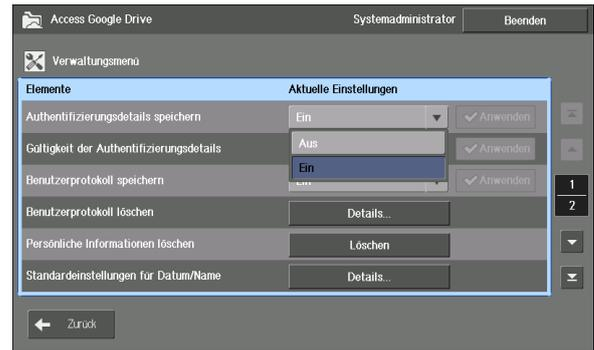 Access Google Drive Systemadministrator Beenden
Verwaltungsmenü
Elemente Aktuelle Einstellungen
Authentifizierungsdetails speichern Ein Anwenden
Aus
Gültigkeit der Authentifizierungsdetails Anwenden
Ein
Benutzerprotokoll speichern Ein Anwenden
1
2
Benutzerprotokoll löschen Details...
Persönliche Informationen löschen Löschen
Standardeinstellungen für Datum/Name Details...
Zurück